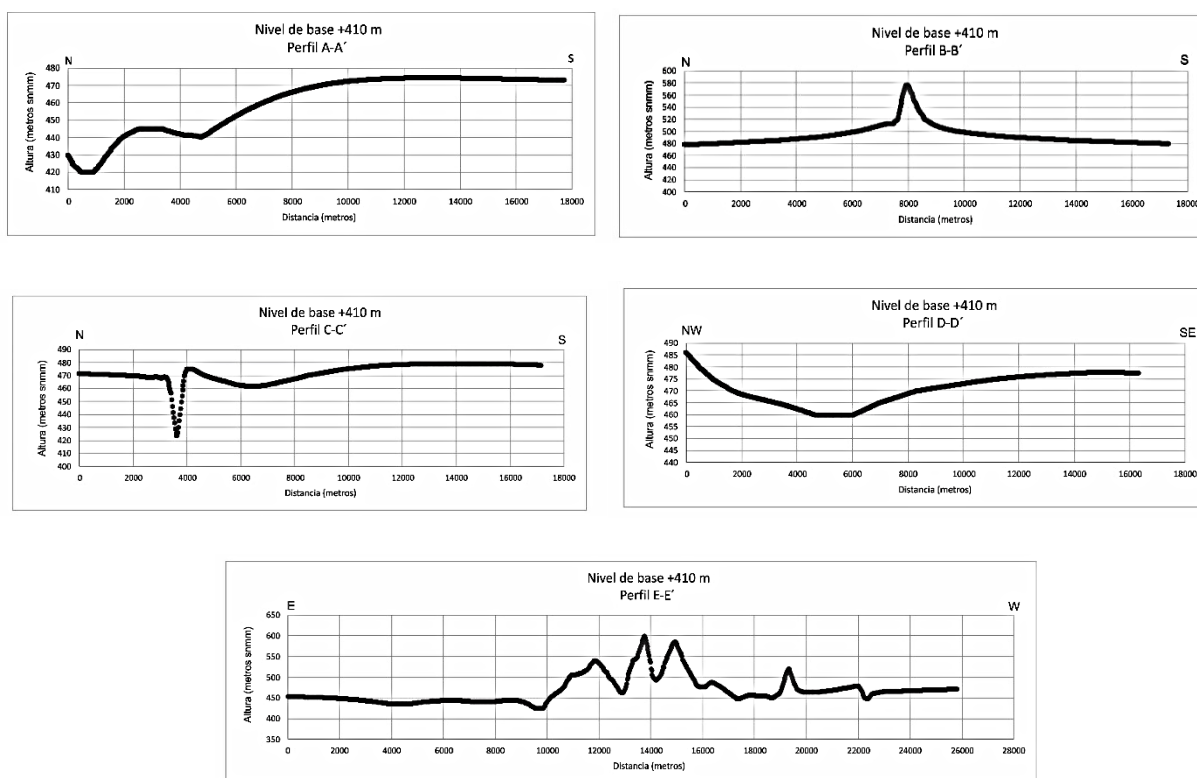 Nivel de base +410 m
Perfil A-A´
N
S
Altura (metros snmm)
480
470
460
450
440
430
420
410
0 2000 4000 6000 8000 10000 12000 14000 16000 18000
Distancia (metros)
Nivel de base +410 m
Perfil B-B´
N
S
Altura (metros snmm)
600
580
560
540
520
500
480
460
440
420
400
0 2000 4000 6000 8000 10000 12000 14000 16000 18000
Distancia (metros)
Nivel de base +410 m
Perfil C-C´
N
S
Altura (metros snmm)
490
480
470
460
450
440
430
420
410
400
0 2000 4000 6000 8000 10000 12000 14000 16000 18000
Distancia (metros)
Nivel de base +410 m
Perfil D-D´
NW
SE
Altura (metros snmm)
490
485
480
475
470
465
460
455
450
445
440
0 2000 4000 6000 8000 10000 12000 14000 16000 18000
Distancia (metros)
Nivel de base +410 m
Perfil E-E´
E
W
Altura (metros snmm)
650
600
550
500
450
400
350
0 2000 4000 6000 8000 10000 12000 14000 16000 18000 20000 22000 24000 26000 28000
Distancia (metros)